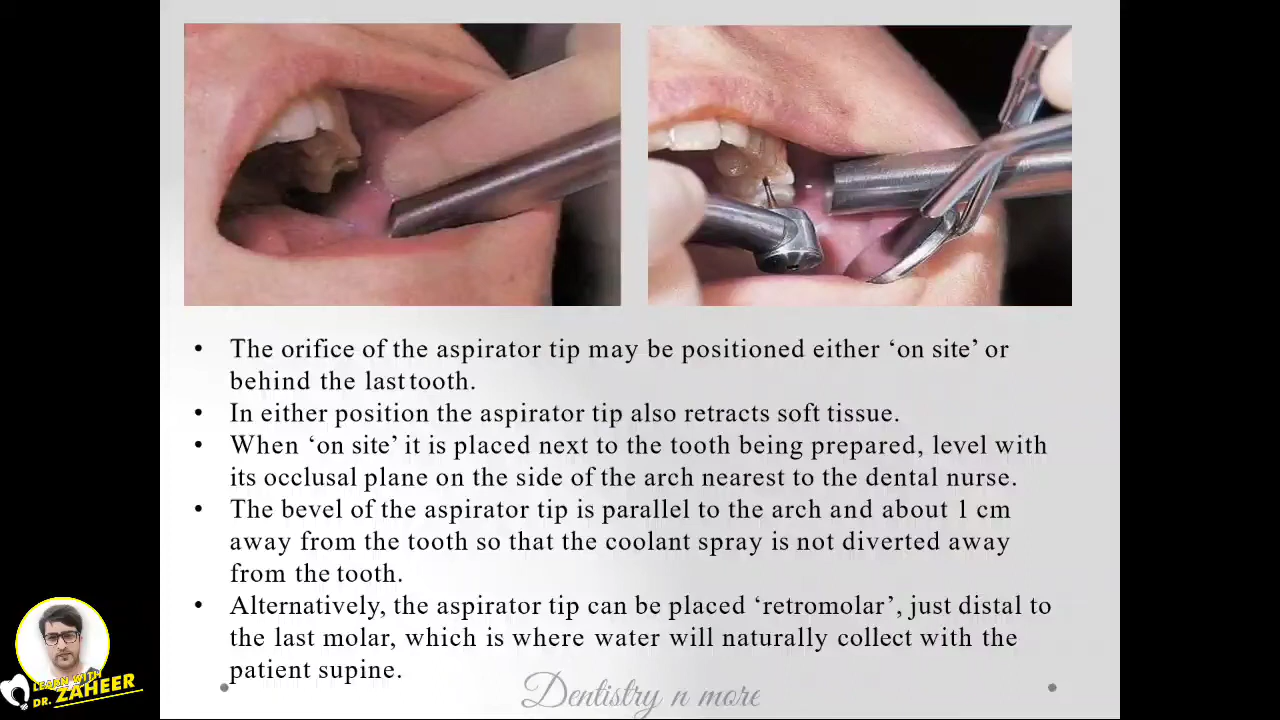 • The orifice of the aspirator tip may be positioned either ‘on site’ or
behind the last tooth.
• In either position the aspirator tip also retracts soft tissue.
• When ‘on site’ it is placed next to the tooth being prepared, level with
its occlusal plane on the side of the arch nearest to the dental nurse.
• The bevel of the aspirator tip is parallel to the arch and about 1 cm
away from the tooth so that the coolant spray is not diverted away
from the tooth.
• Alternatively, the aspirator tip can be placed ‘retromolar’, just distal to
the last molar, which is where water will naturally collect with the
patient supine.
LEARN WITH
DR. ZAHEER
Dentistry n more